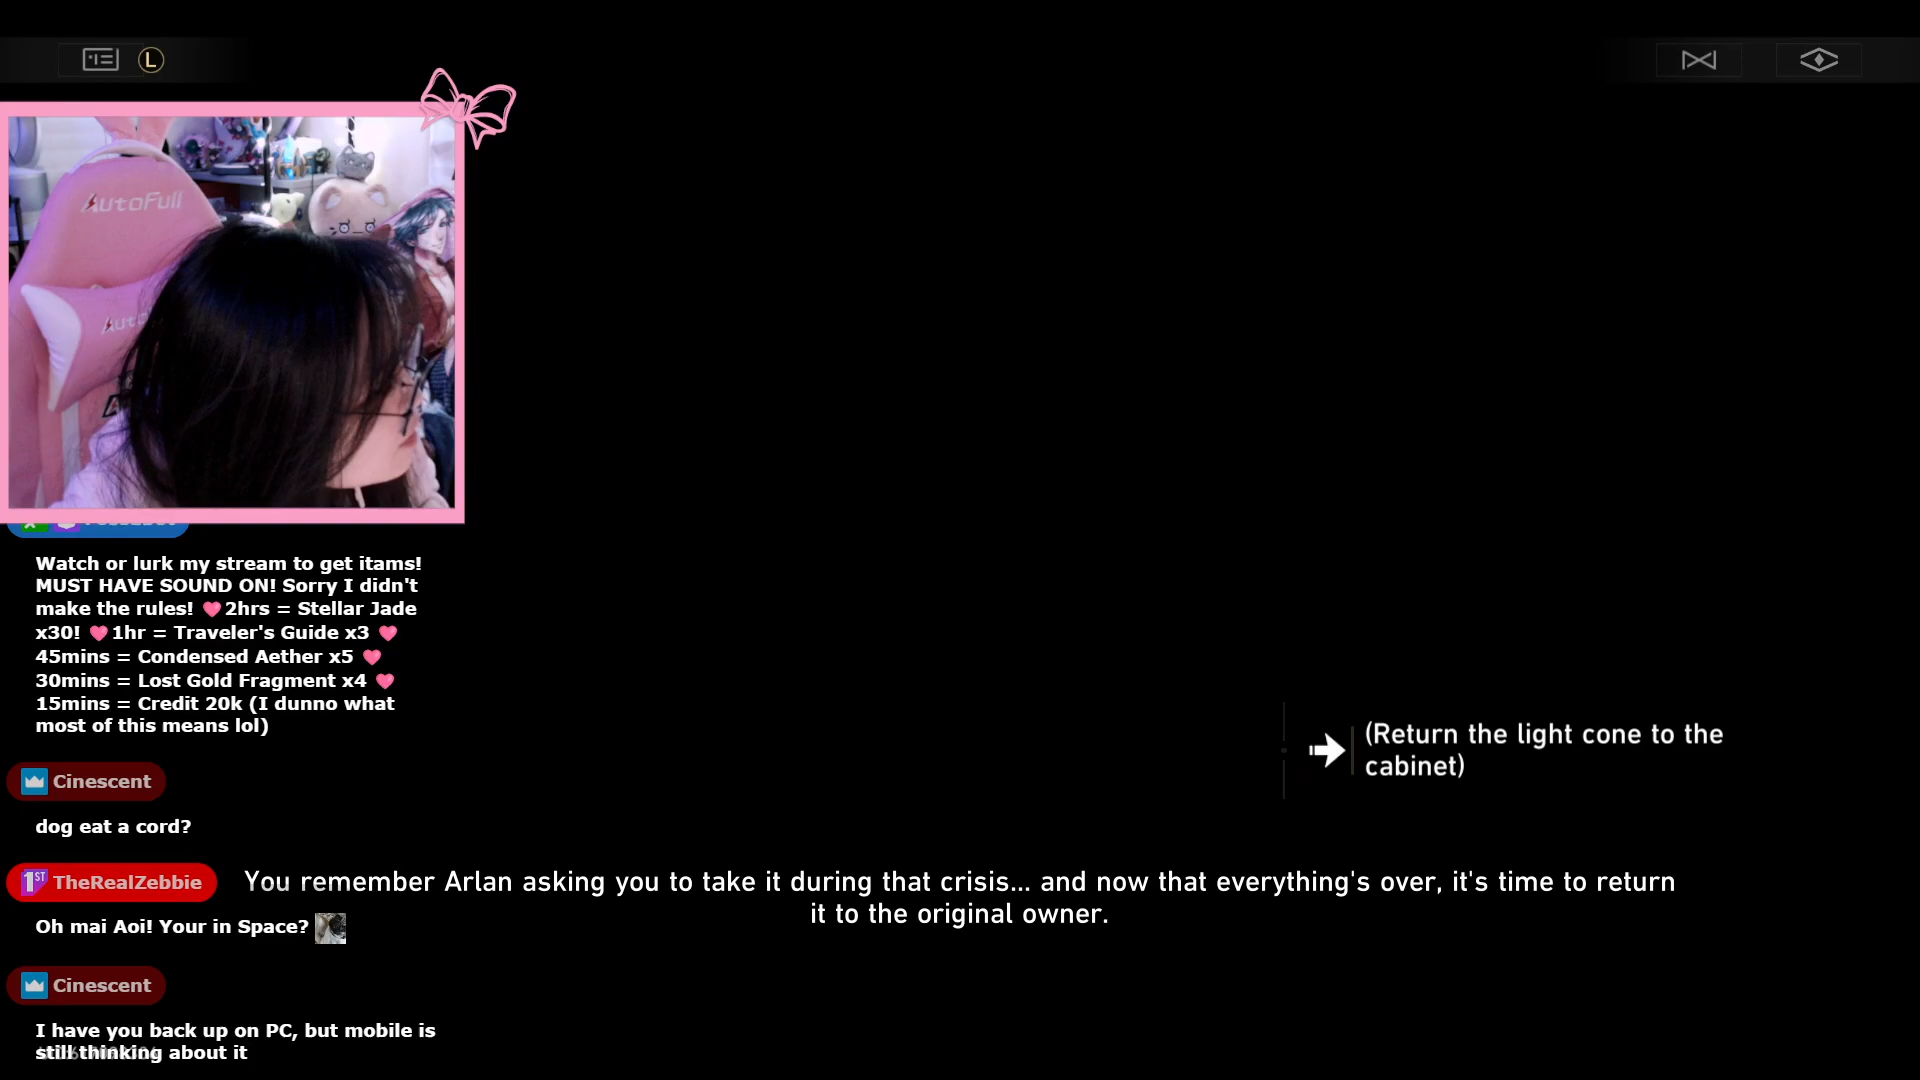 L
AutoFull
Watch or lurk my stream to get itams!
MUST HAVE SOUND ON! Sorry I didn't
make the rules! 2hrs = Stellar Jade
x30! 1hr = Traveler's Guide x3
45mins = Condensed Aether x5
30mins = Lost Gold Fragment x4
15mins = Credit 20k (I dunno what
most of this means lol)
Cinescent
dog eat a cord?
1ST TheRealZebbie
Oh mai Aoi! Your in Space?
Cinescent
I have you back up on PC, but mobile is
still thinking about it
(Return the light cone to the
cabinet)
You remember Arlan asking you to take it during that crisis... and now that everything's over, it's time to return
it to the original owner.